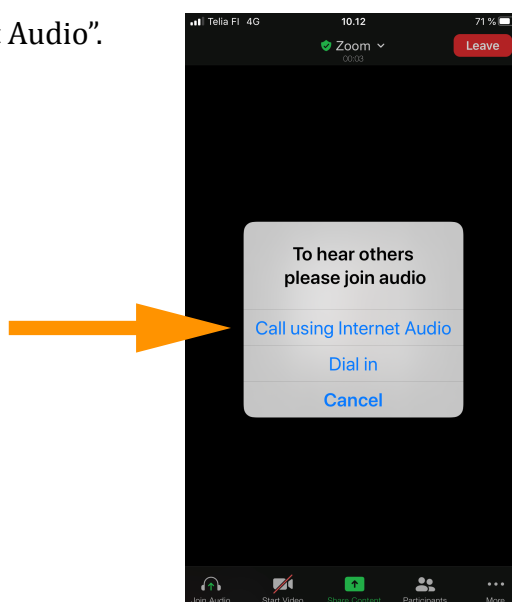 t Audio”.
Telia FI 4G 10.12 71 %
Zoom
00:03
Leave
To hear others
please join audio
Call using Internet Audio
Dial in
Cancel
Join Audio Start Video Share Content Participants More